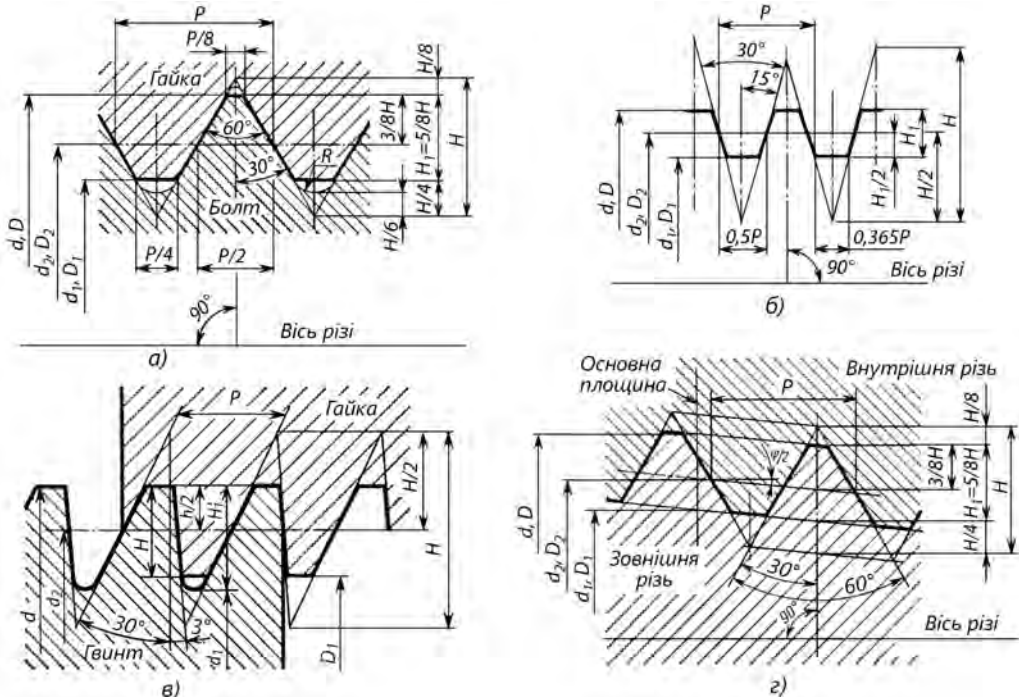 P
P/8
H/8
Гайка
60°
30°
R
Болт
3/8H
H₁=5/8H
H/4
H/6
H
d, D
d₂, D₂
d₁, D₁
P/4
P/2
90°
Вісь різі
а)
P
30°
15°
H₁
H₁/2
H/2
H
d, D
d₂, D₂
d₁, D₁
0,5P
0,365P
90°
Вісь різі
б)
P
Гайка
H
h/2
H₁
H/2
H
d
d₂
30°
3°
Гвинт
d₁
D₁
в)
Основна
площина
P
Внутрішня різь
φ/2
H/8
3/8H
H₁=5/8H
H/4
H
d, D
d₂, D₂
d₁, D₁
Зовнішня
різь
30°
60°
90°
Вісь різі
г)